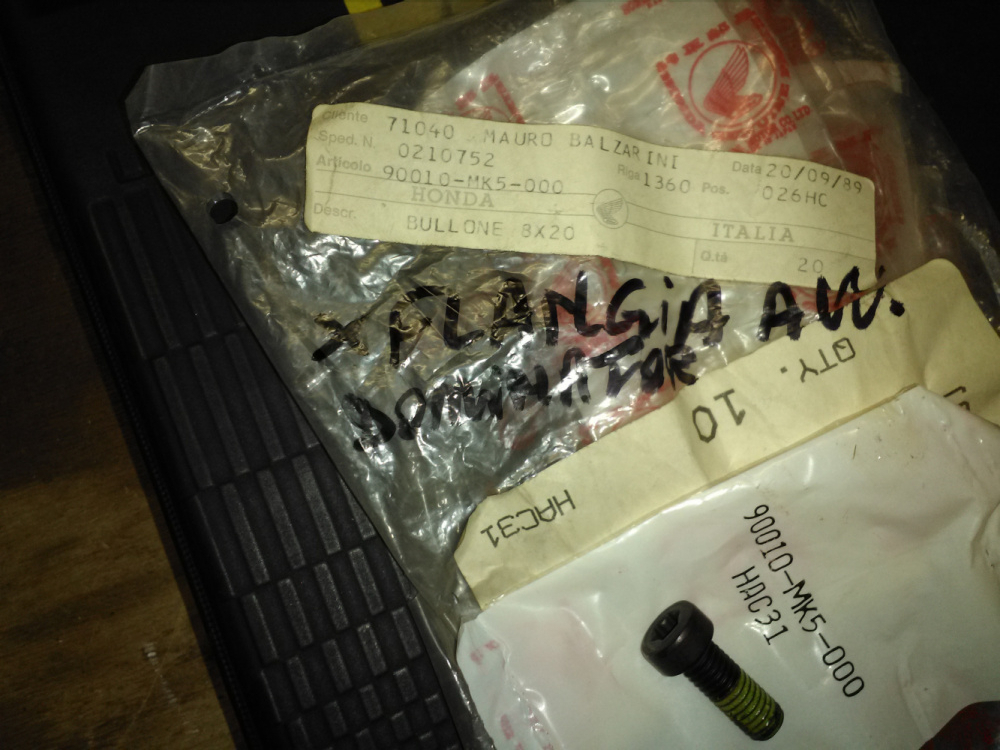 Cliente 71040 MAURO BALZARINI
Sped. N. 0210752 Data 20/09/89
Articolo 90010-MK5-000 Riga 1360 Pos. 026HC
HONDA ITALIA
Descr. BULLONE 8X20 Q.tà 20
X FLANGIA AVV.
DOMINATOR
QTY. 10
HAC31
90010-MK5-000
HAC31